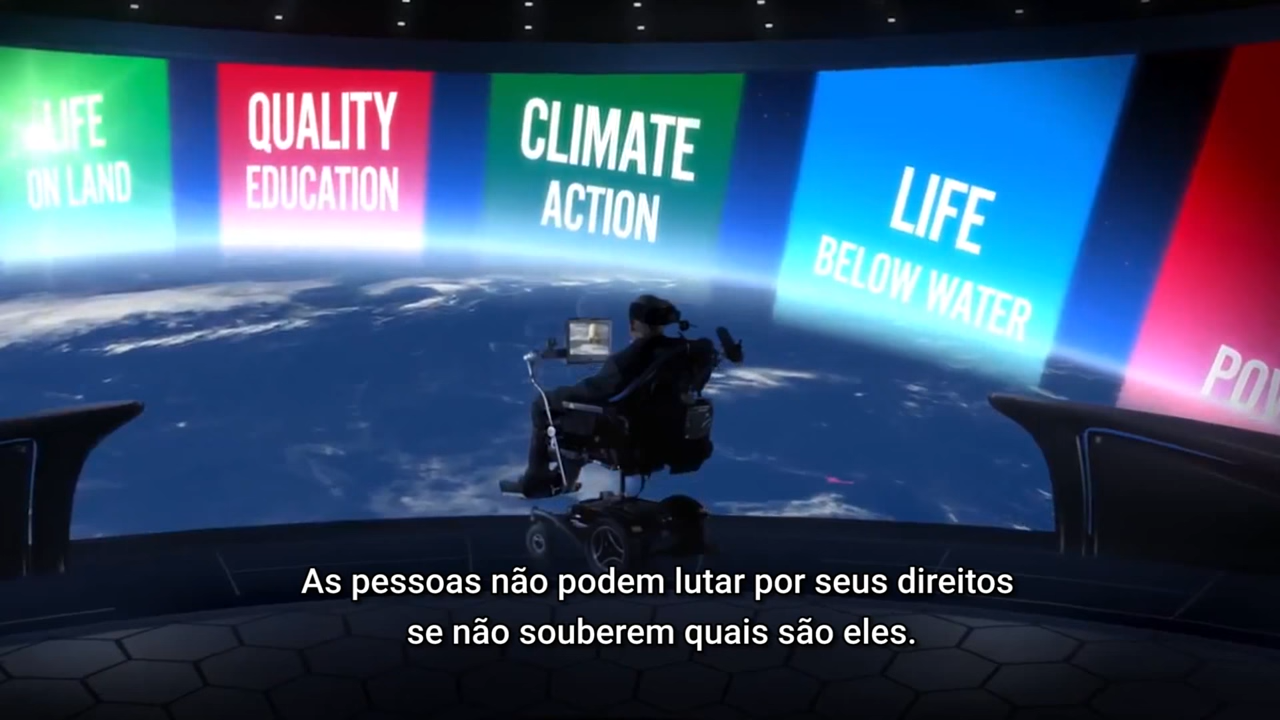 LIFE
ON LAND
QUALITY
EDUCATION
CLIMATE
ACTION
LIFE
BELOW WATER
As pessoas não podem lutar por seus direitos
se não souberem quais são eles.